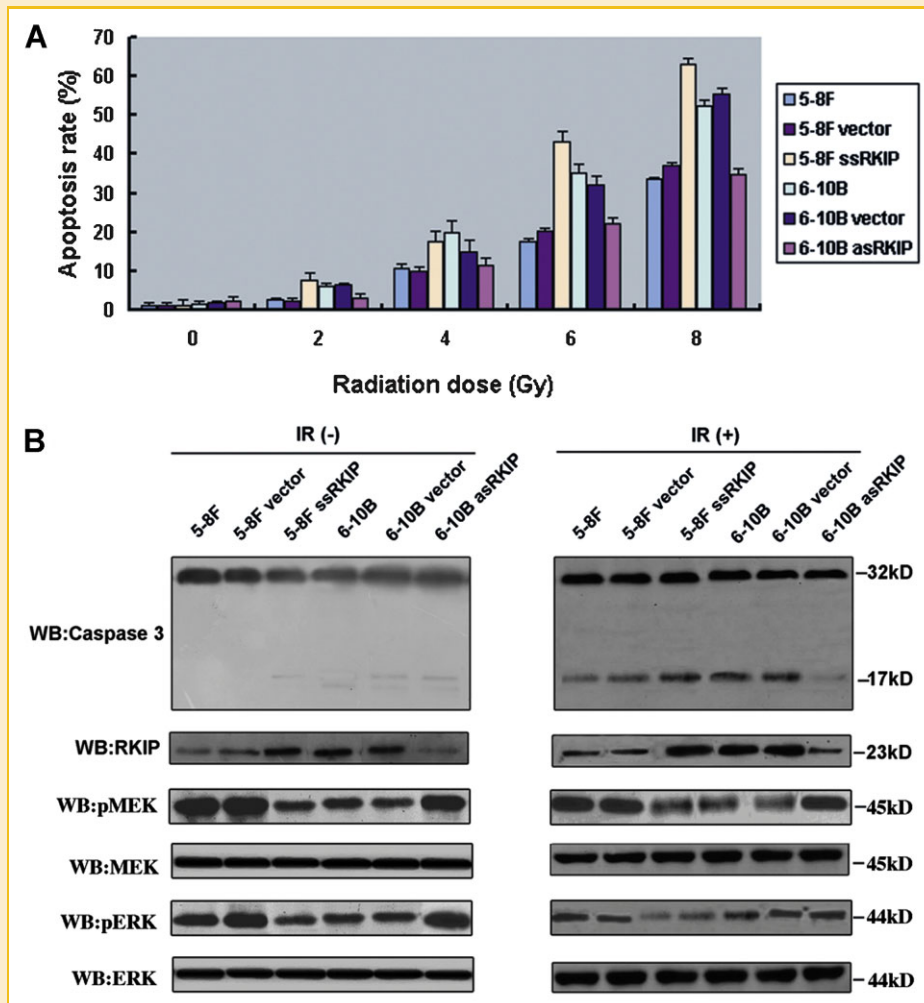 A
Apoptosis rate (%)
70
60
50
40
30
20
10
0
0 2 4 6 8
Radiation dose (Gy)
5-8F
5-8F vector
5-8F ssRKIP
6-10B
6-10B vector
6-10B asRKIP
B
IR (-) IR (+)
5-8F 5-8F vector 5-8F ssRKIP 6-10B 6-10B vector 6-10B asRKIP 5-8F 5-8F vector 5-8F ssRKIP 6-10B 6-10B vector 6-10B asRKIP
–32kD
WB:Caspase 3
–17kD
WB:RKIP –23kD
WB:pMEK –45kD
WB:MEK –45kD
WB:pERK –44kD
WB:ERK –44kD